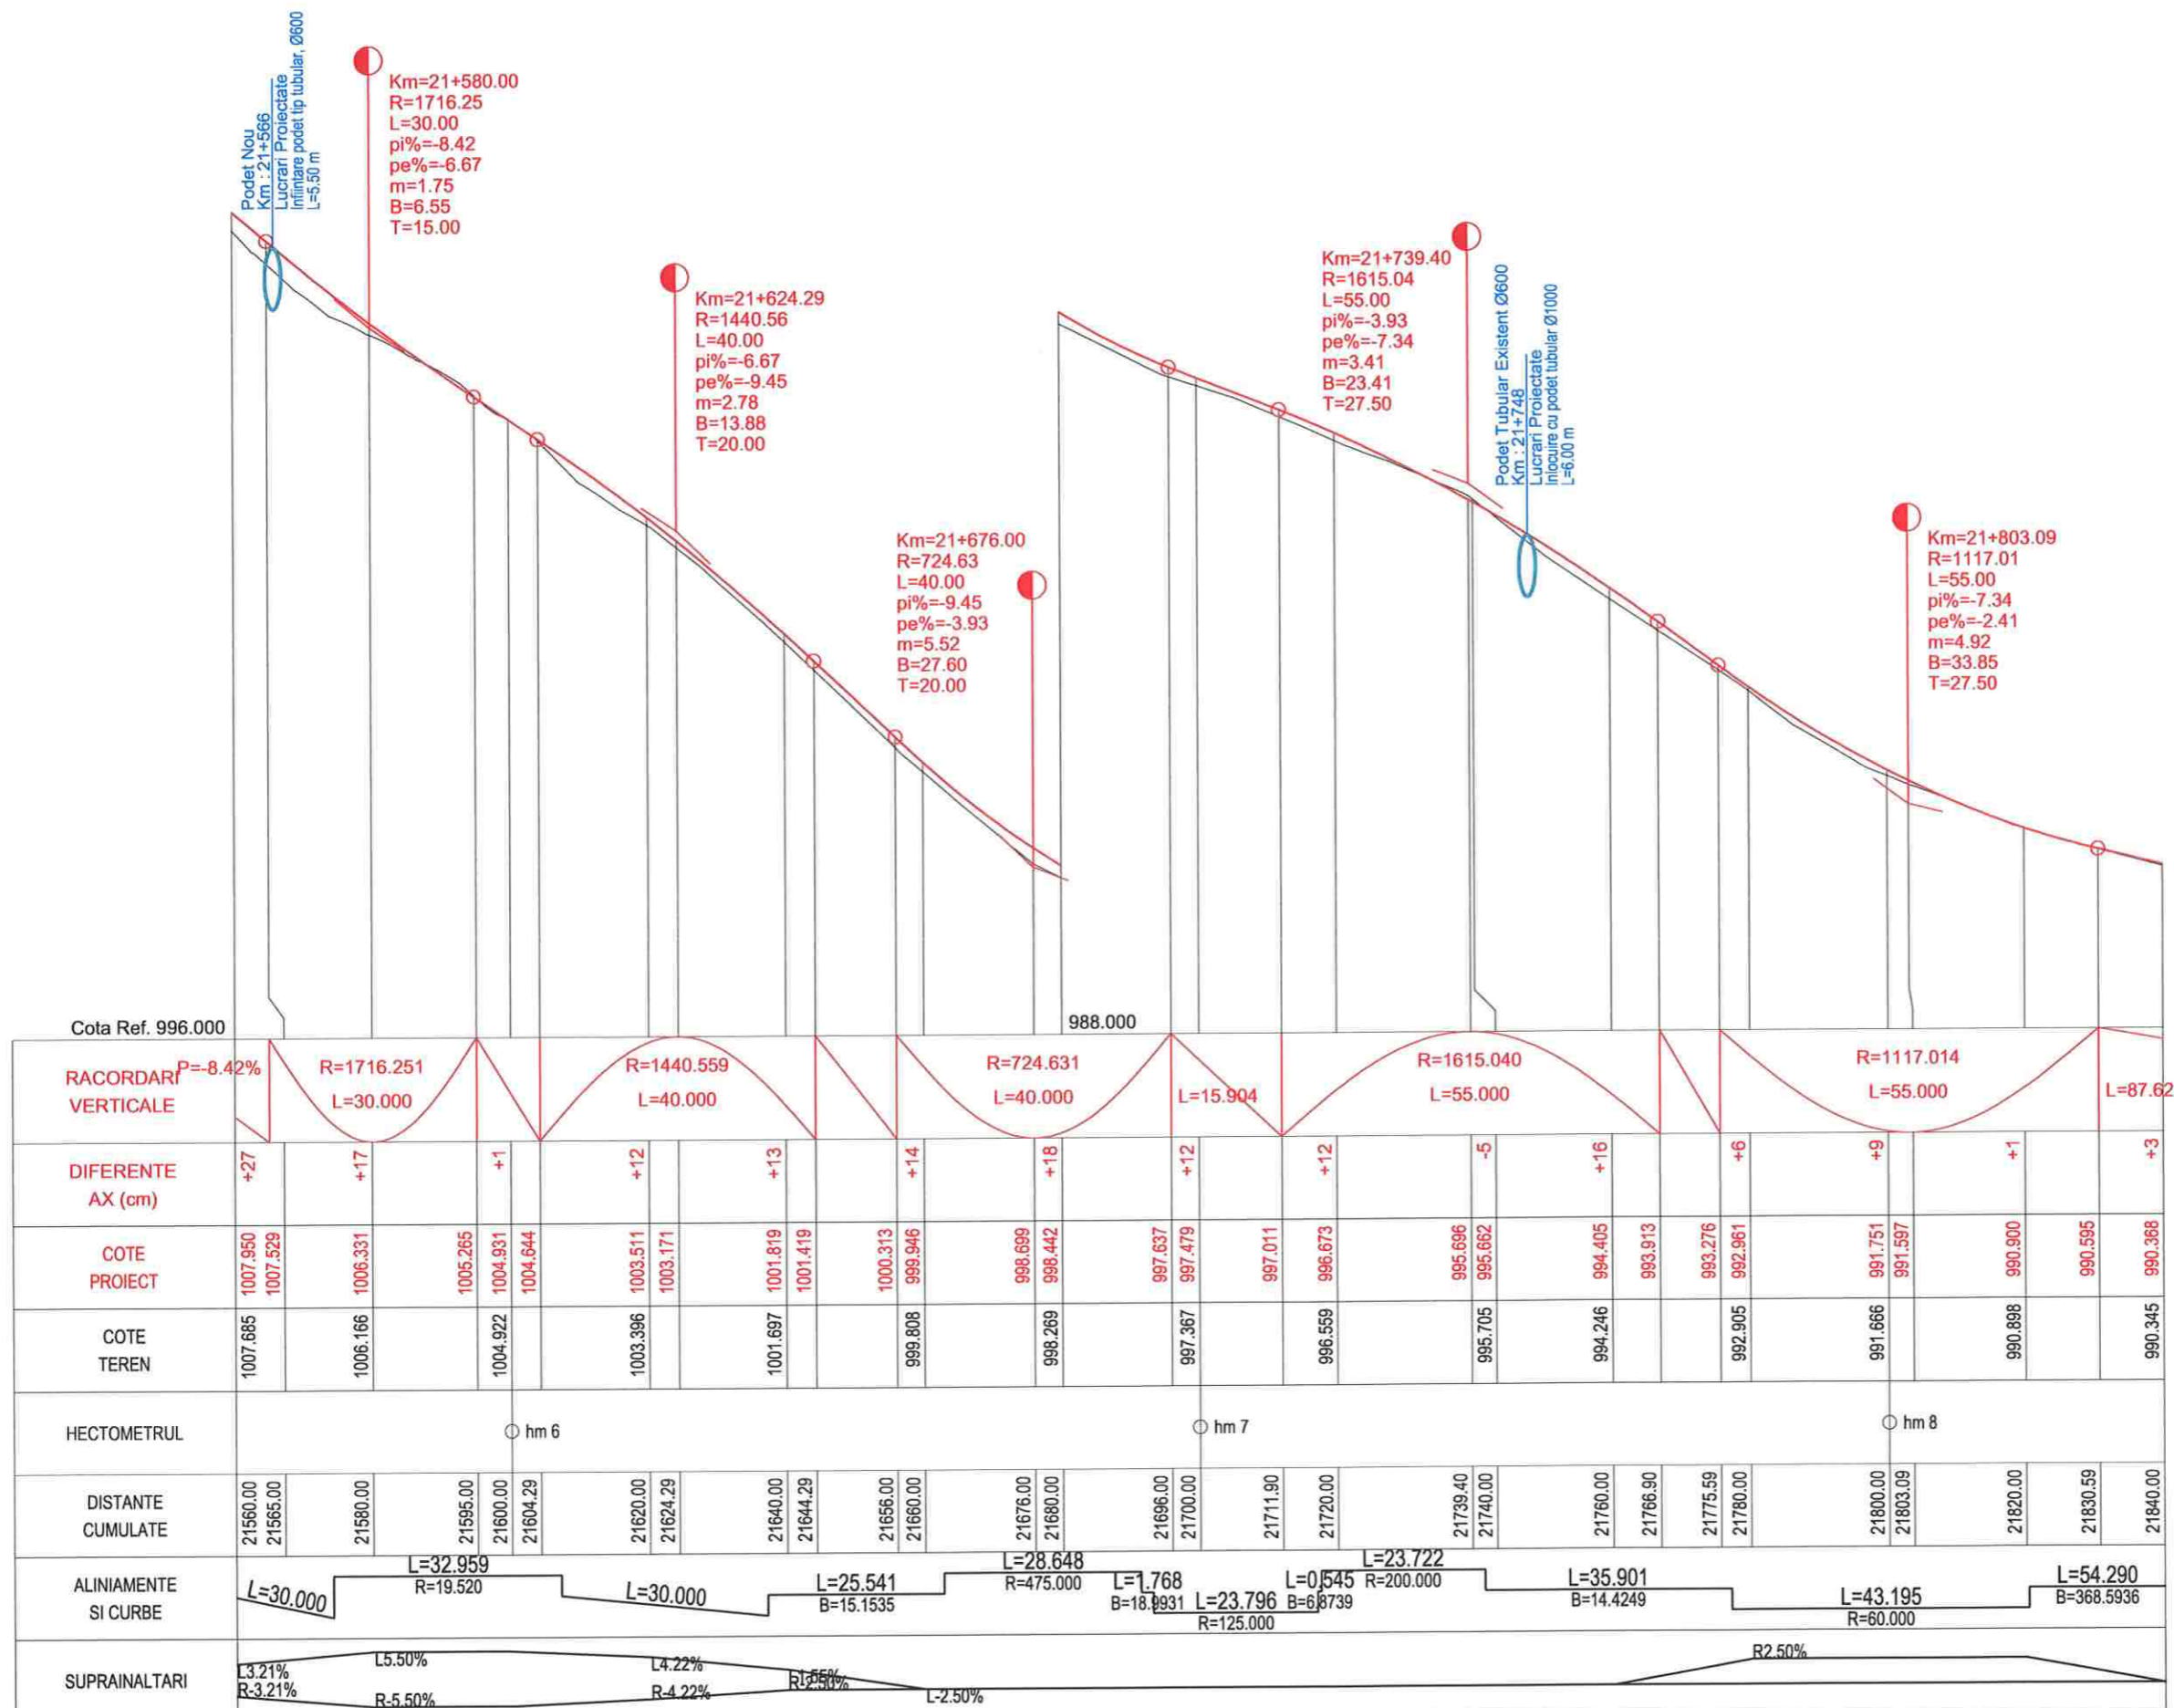 Podet Nou
Km : 21+566
Lucrari Proiectate
Infiintare podet tip tubular, Ø600
L=5.50 m
Km=21+580.00
R=1716.25
L=30.00
pi%=-8.42
pe%=-6.67
m=1.75
B=6.55
T=15.00
Km=21+624.29
R=1440.56
L=40.00
pi%=-6.67
pe%=-9.45
m=2.78
B=13.88
T=20.00
Km=21+676.00
R=724.63
L=40.00
pi%=-9.45
pe%=-3.93
m=5.52
B=27.60
T=20.00
Km=21+739.40
R=1615.04
L=55.00
pi%=-3.93
pe%=-7.34
m=3.41
B=23.41
T=27.50
Podet Tubular Existent Ø600
Km : 21+748
Lucrari Proiectate
Inlocuire cu podet tubular Ø1000
L=6.00 m
Km=21+803.09
R=1117.01
L=55.00
pi%=-7.34
pe%=-2.41
m=4.92
B=33.85
T=27.50
Cota Ref. 996.000
988.000
RACORDARI
VERTICALE
P=-8.42%
R=1716.251
L=30.000
R=1440.559
L=40.000
R=724.631
L=40.000
L=15.904
R=1615.040
L=55.000
R=1117.014
L=55.000
L=87.62
DIFERENTE
AX (cm)
+27
+17
+1
+12
+13
+14
+18
+12
+12
-5
+16
+6
+9
+1
+3
COTE
PROIECT
1007.950
1007.529
1006.331
1005.265
1004.931
1004.644
1003.511
1003.171
1001.819
1001.419
1000.313
999.946
998.699
998.442
997.637
997.479
997.011
996.673
995.696
995.662
994.405
993.913
993.276
992.961
991.751
991.597
990.900
990.595
990.368
COTE
TEREN
1007.685
1006.166
1004.922
1003.396
1001.697
999.808
998.269
997.367
996.559
995.705
994.246
992.905
991.666
990.898
990.345
HECTOMETRUL
hm 6
hm 7
hm 8
DISTANTE
CUMULATE
21560.00
21565.00
21580.00
21595.00
21600.00
21604.29
21620.00
21624.29
21640.00
21644.29
21656.00
21660.00
21676.00
21680.00
21696.00
21700.00
21711.90
21720.00
21739.40
21740.00
21760.00
21766.90
21775.59
21780.00
21800.00
21803.09
21820.00
21830.59
21840.00
ALINIAMENTE
SI CURBE
L=30.000
L=32.959
R=19.520
L=30.000
L=25.541
B=15.1535
L=28.648
R=475.000
L=1.768
B=18.9931
L=23.796
R=125.000
L=0.545
B=6.8739
L=23.722
R=200.000
L=35.901
B=14.4249
L=43.195
R=60.000
L=54.290
B=368.5936
SUPRAINALTARI
L3.21%
R-3.21%
L5.50%
R-5.50%
L4.22%
R-4.22%
R-2.50%
L-2.50%
R2.50%